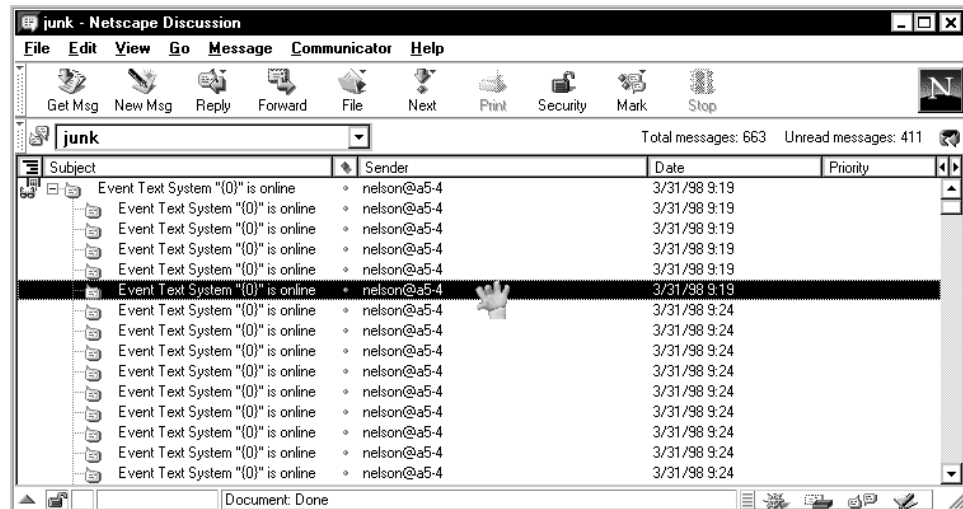 junk - Netscape Discussion
File Edit View Go Message Communicator Help
Get Msg New Msg Reply Forward File Next Print Security Mark Stop
N
junk Total messages: 663 Unread messages: 411
Subject Sender Date Priority
Event Text System "{0}" is online nelson@a5-4 3/31/98 9:19
Event Text System "{0}" is online nelson@a5-4 3/31/98 9:19
Event Text System "{0}" is online nelson@a5-4 3/31/98 9:19
Event Text System "{0}" is online nelson@a5-4 3/31/98 9:19
Event Text System "{0}" is online nelson@a5-4 3/31/98 9:19
Event Text System "{0}" is online nelson@a5-4 3/31/98 9:19
Event Text System "{0}" is online nelson@a5-4 3/31/98 9:24
Event Text System "{0}" is online nelson@a5-4 3/31/98 9:24
Event Text System "{0}" is online nelson@a5-4 3/31/98 9:24
Event Text System "{0}" is online nelson@a5-4 3/31/98 9:24
Event Text System "{0}" is online nelson@a5-4 3/31/98 9:24
Event Text System "{0}" is online nelson@a5-4 3/31/98 9:24
Event Text System "{0}" is online nelson@a5-4 3/31/98 9:24
Event Text System "{0}" is online nelson@a5-4 3/31/98 9:24
Event Text System "{0}" is online nelson@a5-4 3/31/98 9:24
Document: Done